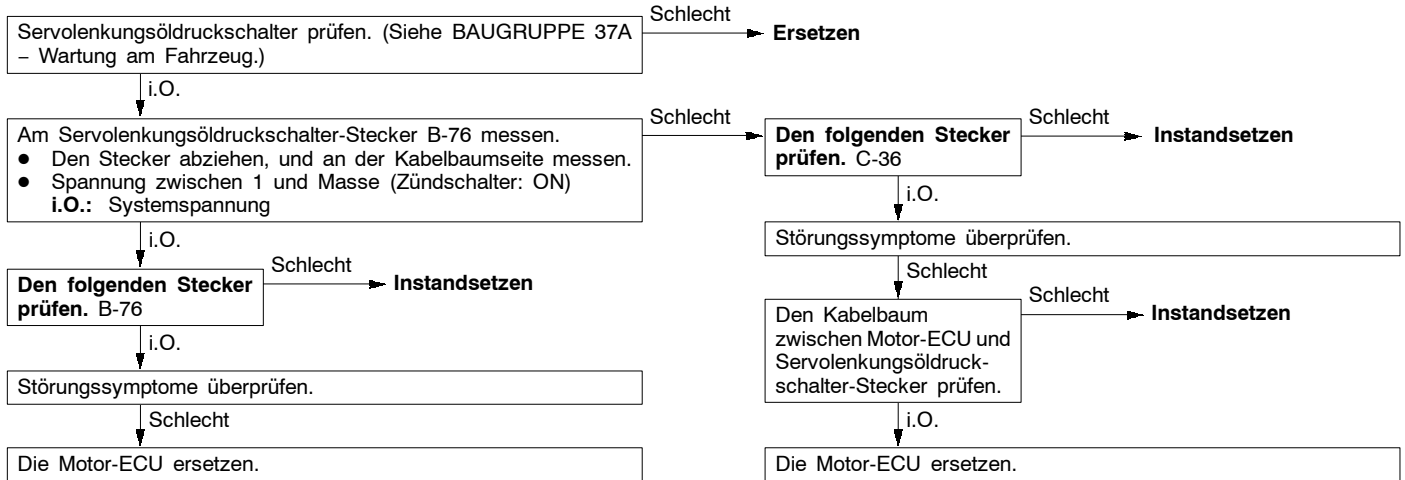 Servolenkungsöldruckschalter prüfen. (Siehe BAUGRUPPE 37A
– Wartung am Fahrzeug.)
Schlecht
Ersetzen
i.O.
Am Servolenkungsöldruckschalter-Stecker B-76 messen.
● Den Stecker abziehen, und an der Kabelbaumseite messen.
● Spannung zwischen 1 und Masse (Zündschalter: ON)
i.O.: Systemspannung
Schlecht
i.O.
Den folgenden Stecker
prüfen. B-76
Schlecht
Instandsetzen
i.O.
Störungssymptome überprüfen.
Schlecht
Die Motor-ECU ersetzen.
Den folgenden Stecker
prüfen. C-36
Schlecht
Instandsetzen
i.O.
Störungssymptome überprüfen.
Schlecht
Den Kabelbaum
zwischen Motor-ECU und
Servolenkungsöldruck-
schalter-Stecker prüfen.
Schlecht
Instandsetzen
i.O.
Die Motor-ECU ersetzen.